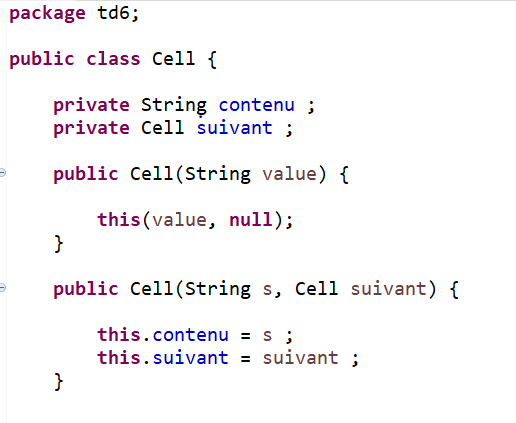 package td6;
public class Cell {
private String contenu ;
private Cell suivant ;
public Cell(String value) {
this(value, null);
}
public Cell(String s, Cell suivant) {
this.contenu = s ;
this.suivant = suivant ;
}